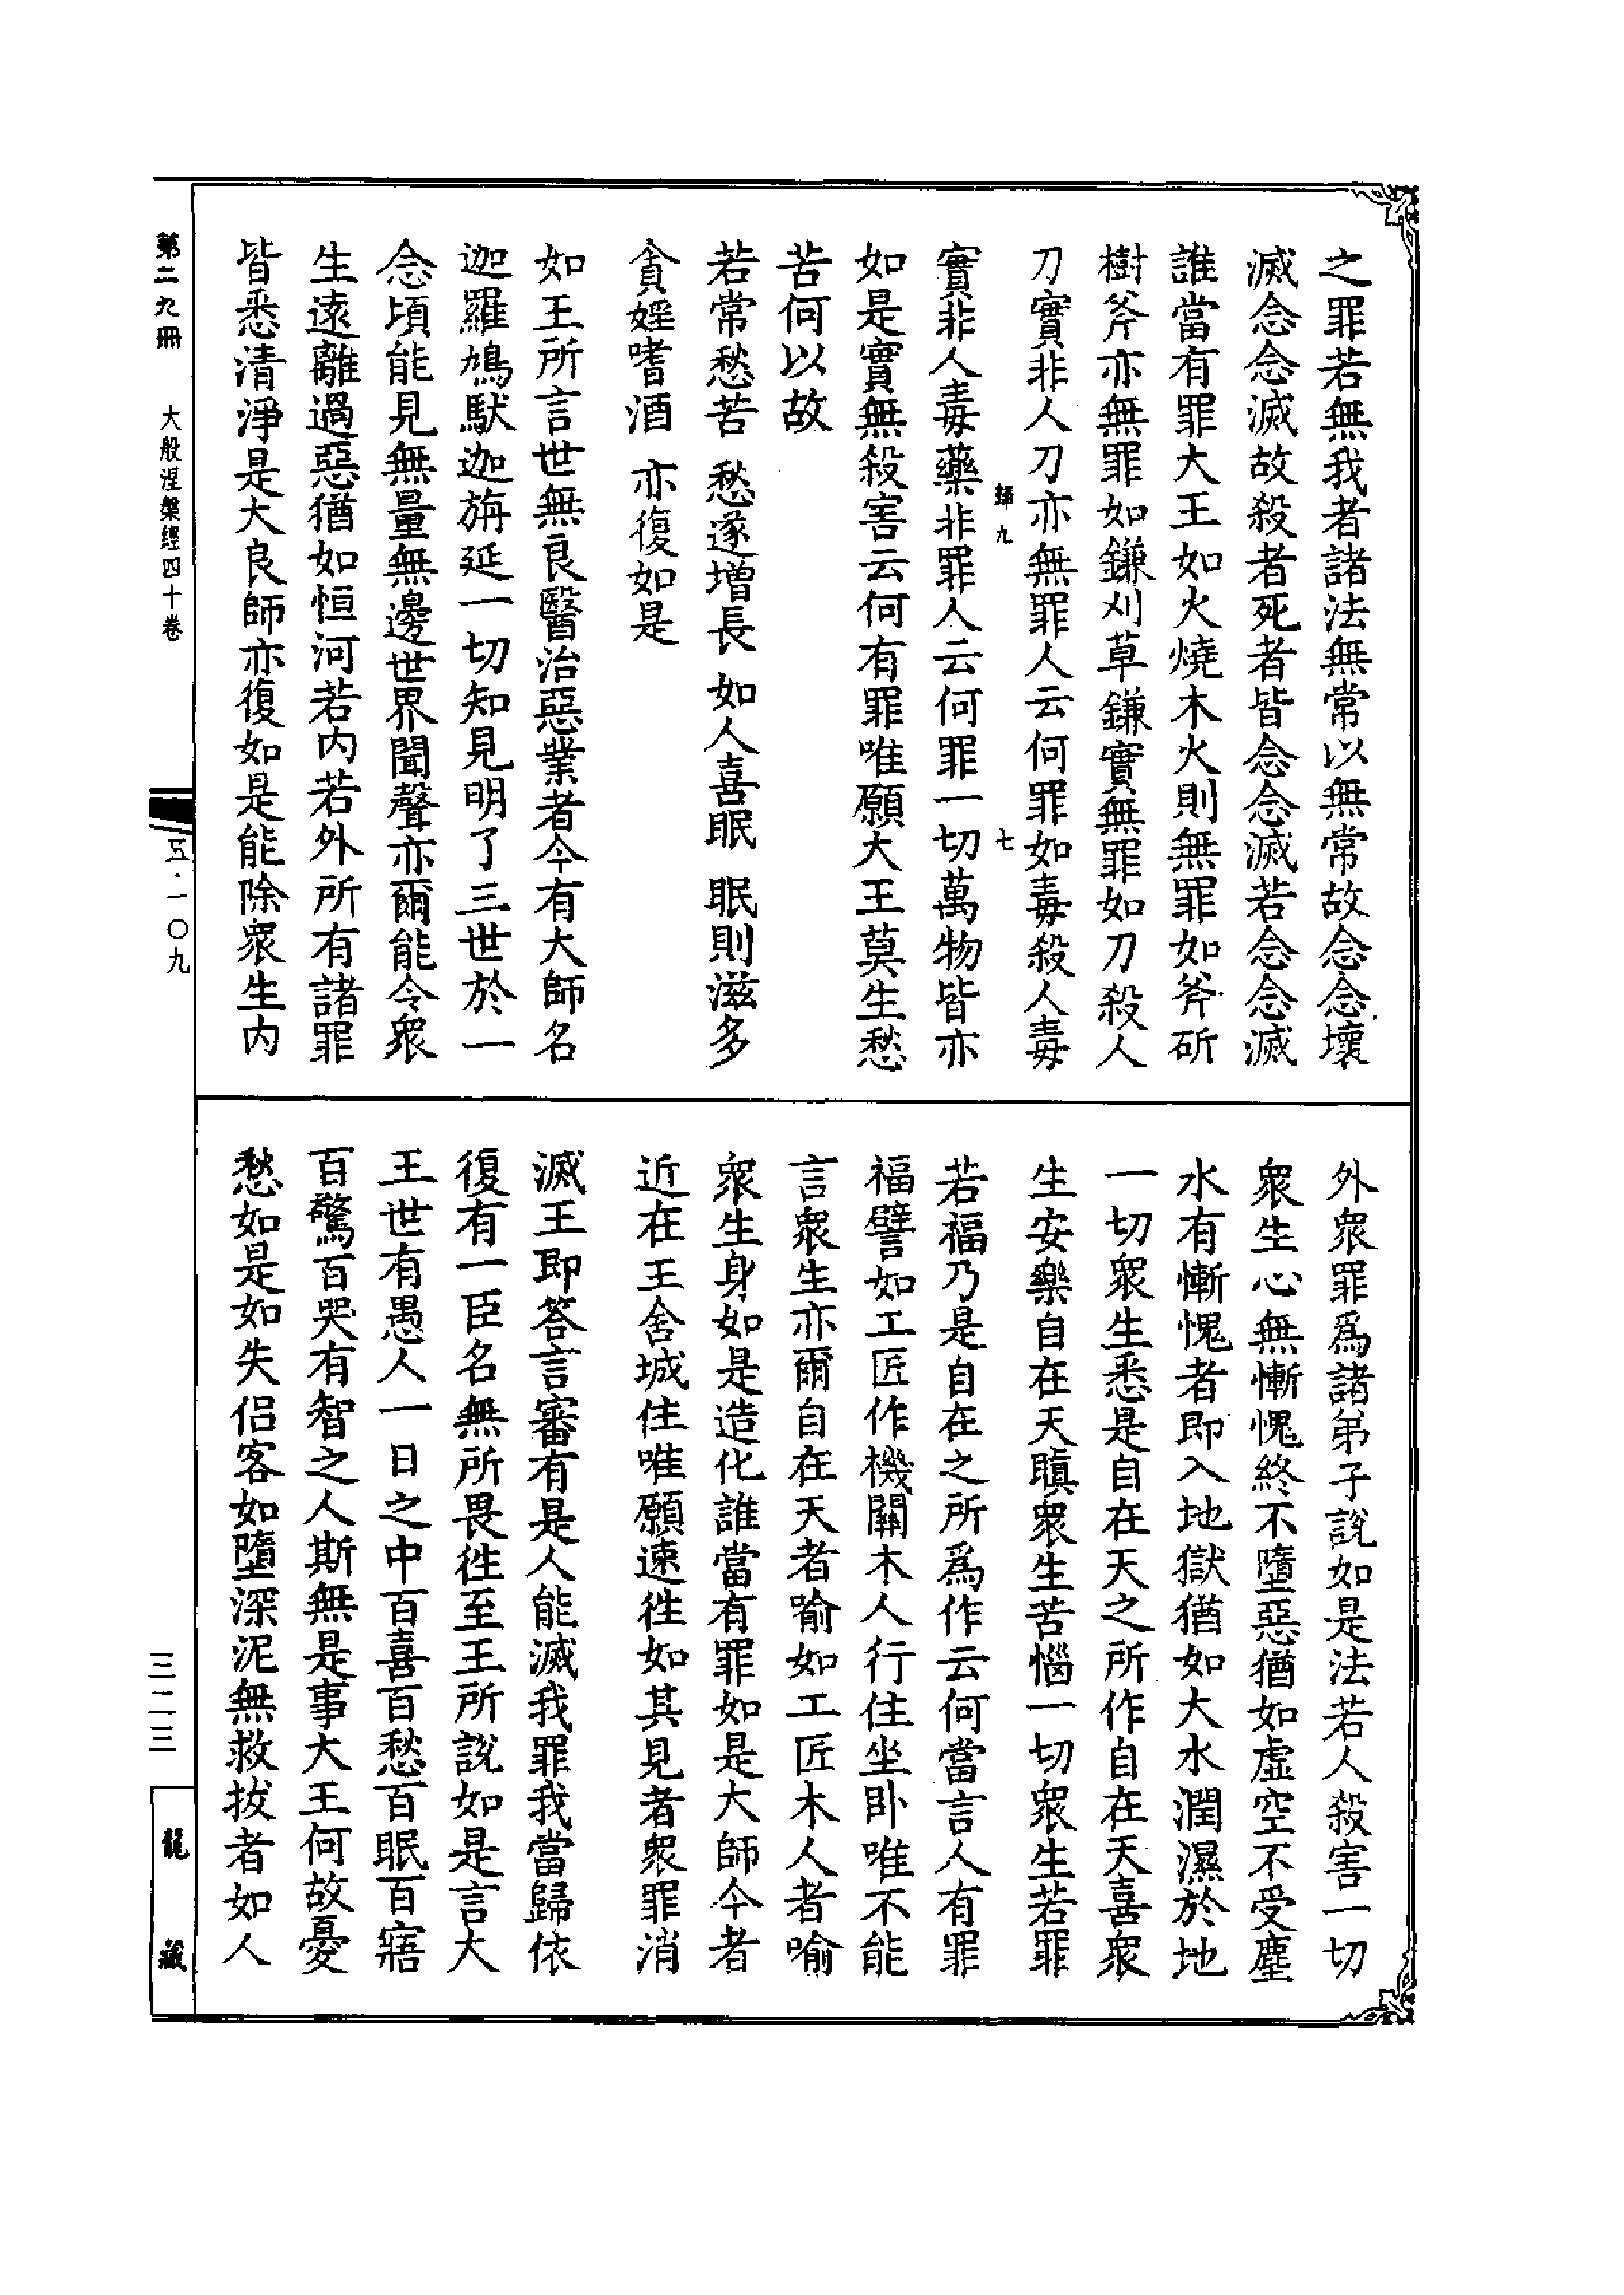 之罪若無我者諸法無常以無常故念念壞
滅念念滅故殺者死者皆念念滅若念念滅
誰當有罪大王如火燒木火則無罪如斧斫
樹斧亦無罪如鎌刈草鎌實無罪如刀殺人
刀實非人刀亦無罪人云何罪如毒殺人毒
九 七
實非人毒藥非罪人云何罪一切萬物皆亦
如是實無殺害云何有罪唯願大王莫生愁
苦何以故
若常愁苦 愁遂增長 如人喜眠 眠則滋多
貪婬嗜酒 亦復如是
如王所言世無良醫治惡業者今有大師名
迦羅鳩馱迦旃延一切知見明了三世於一
念頃能見無量無邊世界聞聲亦爾能令衆
生遠離過惡猶如恒河若内若外所有諸罪
皆悉清淨是大良師亦復如是能除衆生内
外衆罪爲諸弟子說如是法若人殺害一切
衆生心無慚愧終不墮惡猶如虛空不受塵
水有慚愧者即入地獄猶如大水潤濕於地
一切衆生悉是自在天之所作自在天喜衆
生安樂自在天瞋衆生苦惱一切衆生若罪
若福乃是自在之所爲作云何當言人有罪
福譬如工匠作機關木人行住坐卧唯不能
言衆生亦爾自在天者喻如工匠木人者喻
衆生身如是造化誰當有罪如是大師今者
近在王舍城住唯願速徃如其見者衆罪消
滅王即答言審有是人能滅我罪我當歸依
復有一臣名無所畏徃至王所說如是言大
王世有愚人一日之中百喜百愁百眠百寤
百驚百哭有智之人斯無是事大王何故憂
愁如是如失侣客如墮深泥無救拔者如人
第二九冊 大般涅槃經四十卷
五·一〇九
三一三
龍藏